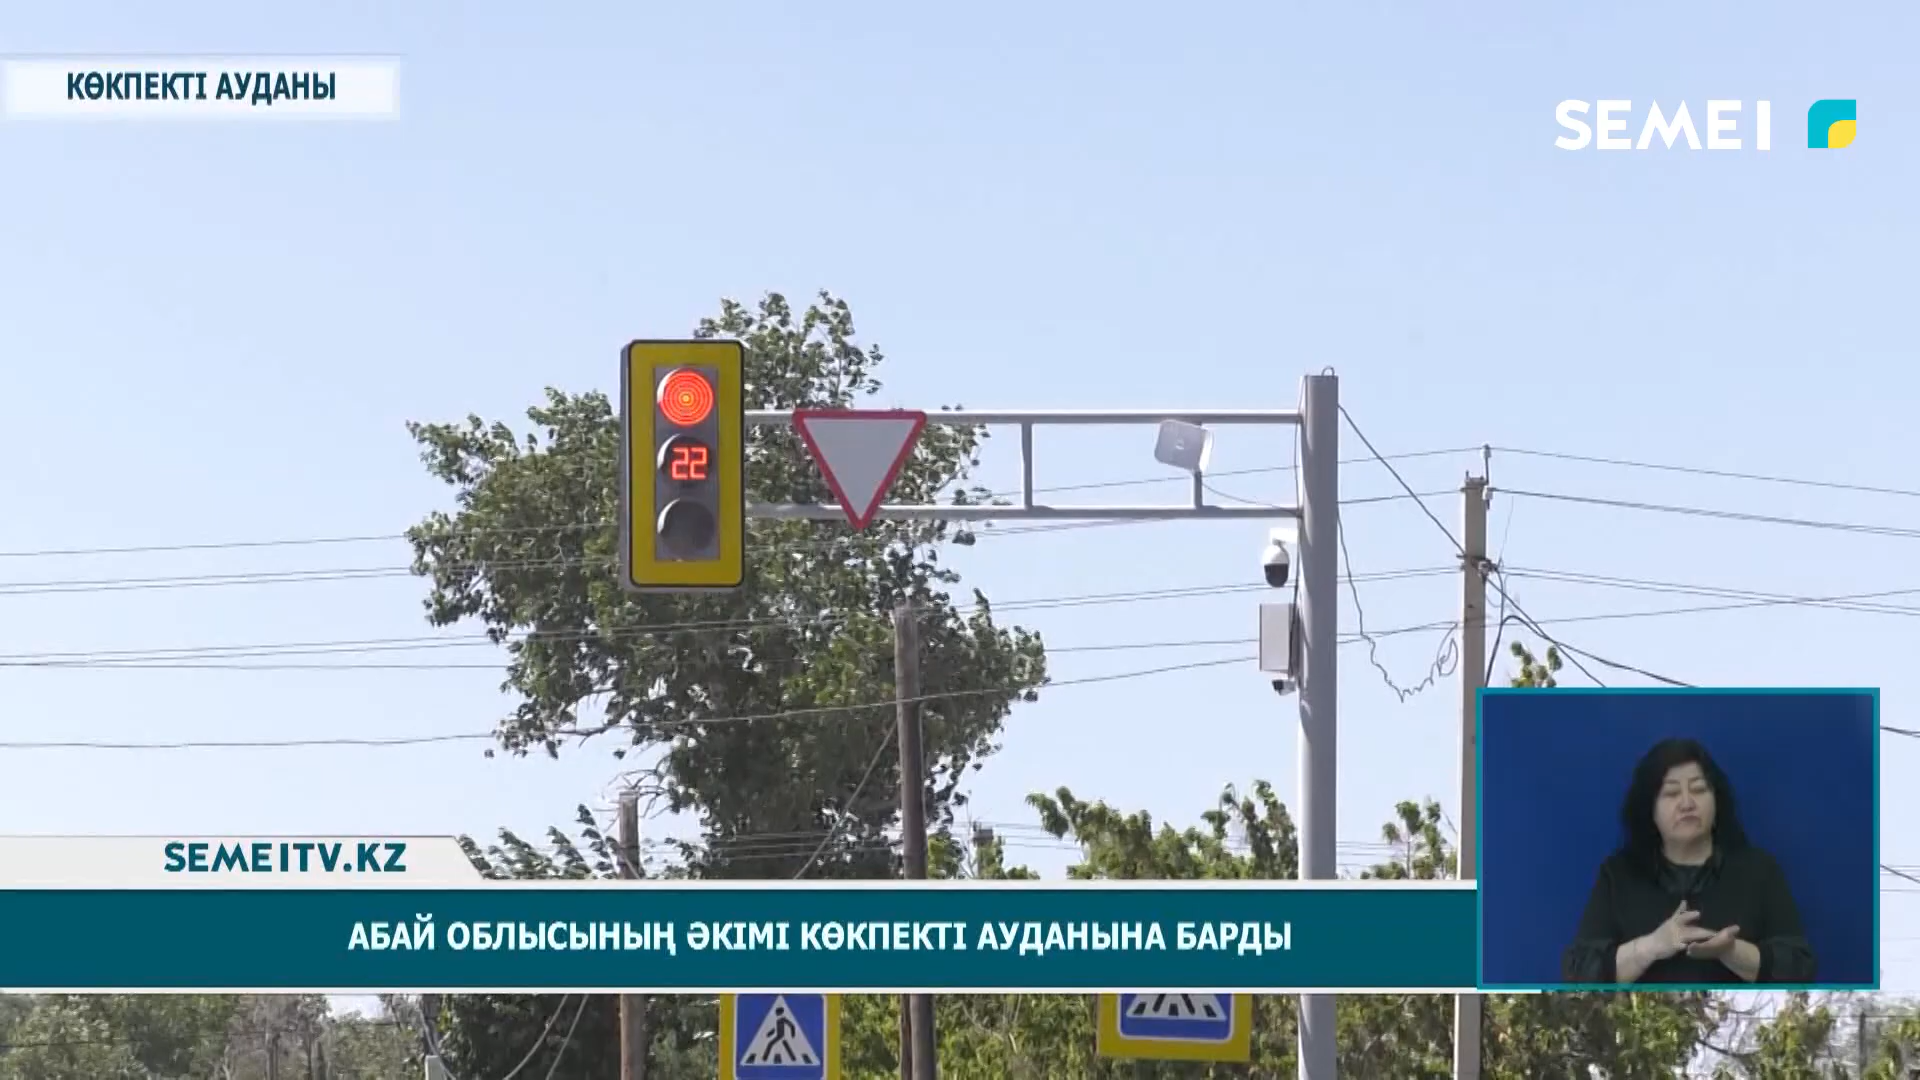 КӨКПЕКТІ АУДАНЫ
SEMEI
22
SEMEITV.KZ
АБАЙ ОБЛЫСЫНЫҢ ӘКІМІ КӨКПЕКТІ АУДАНЫНА БАРДЫ